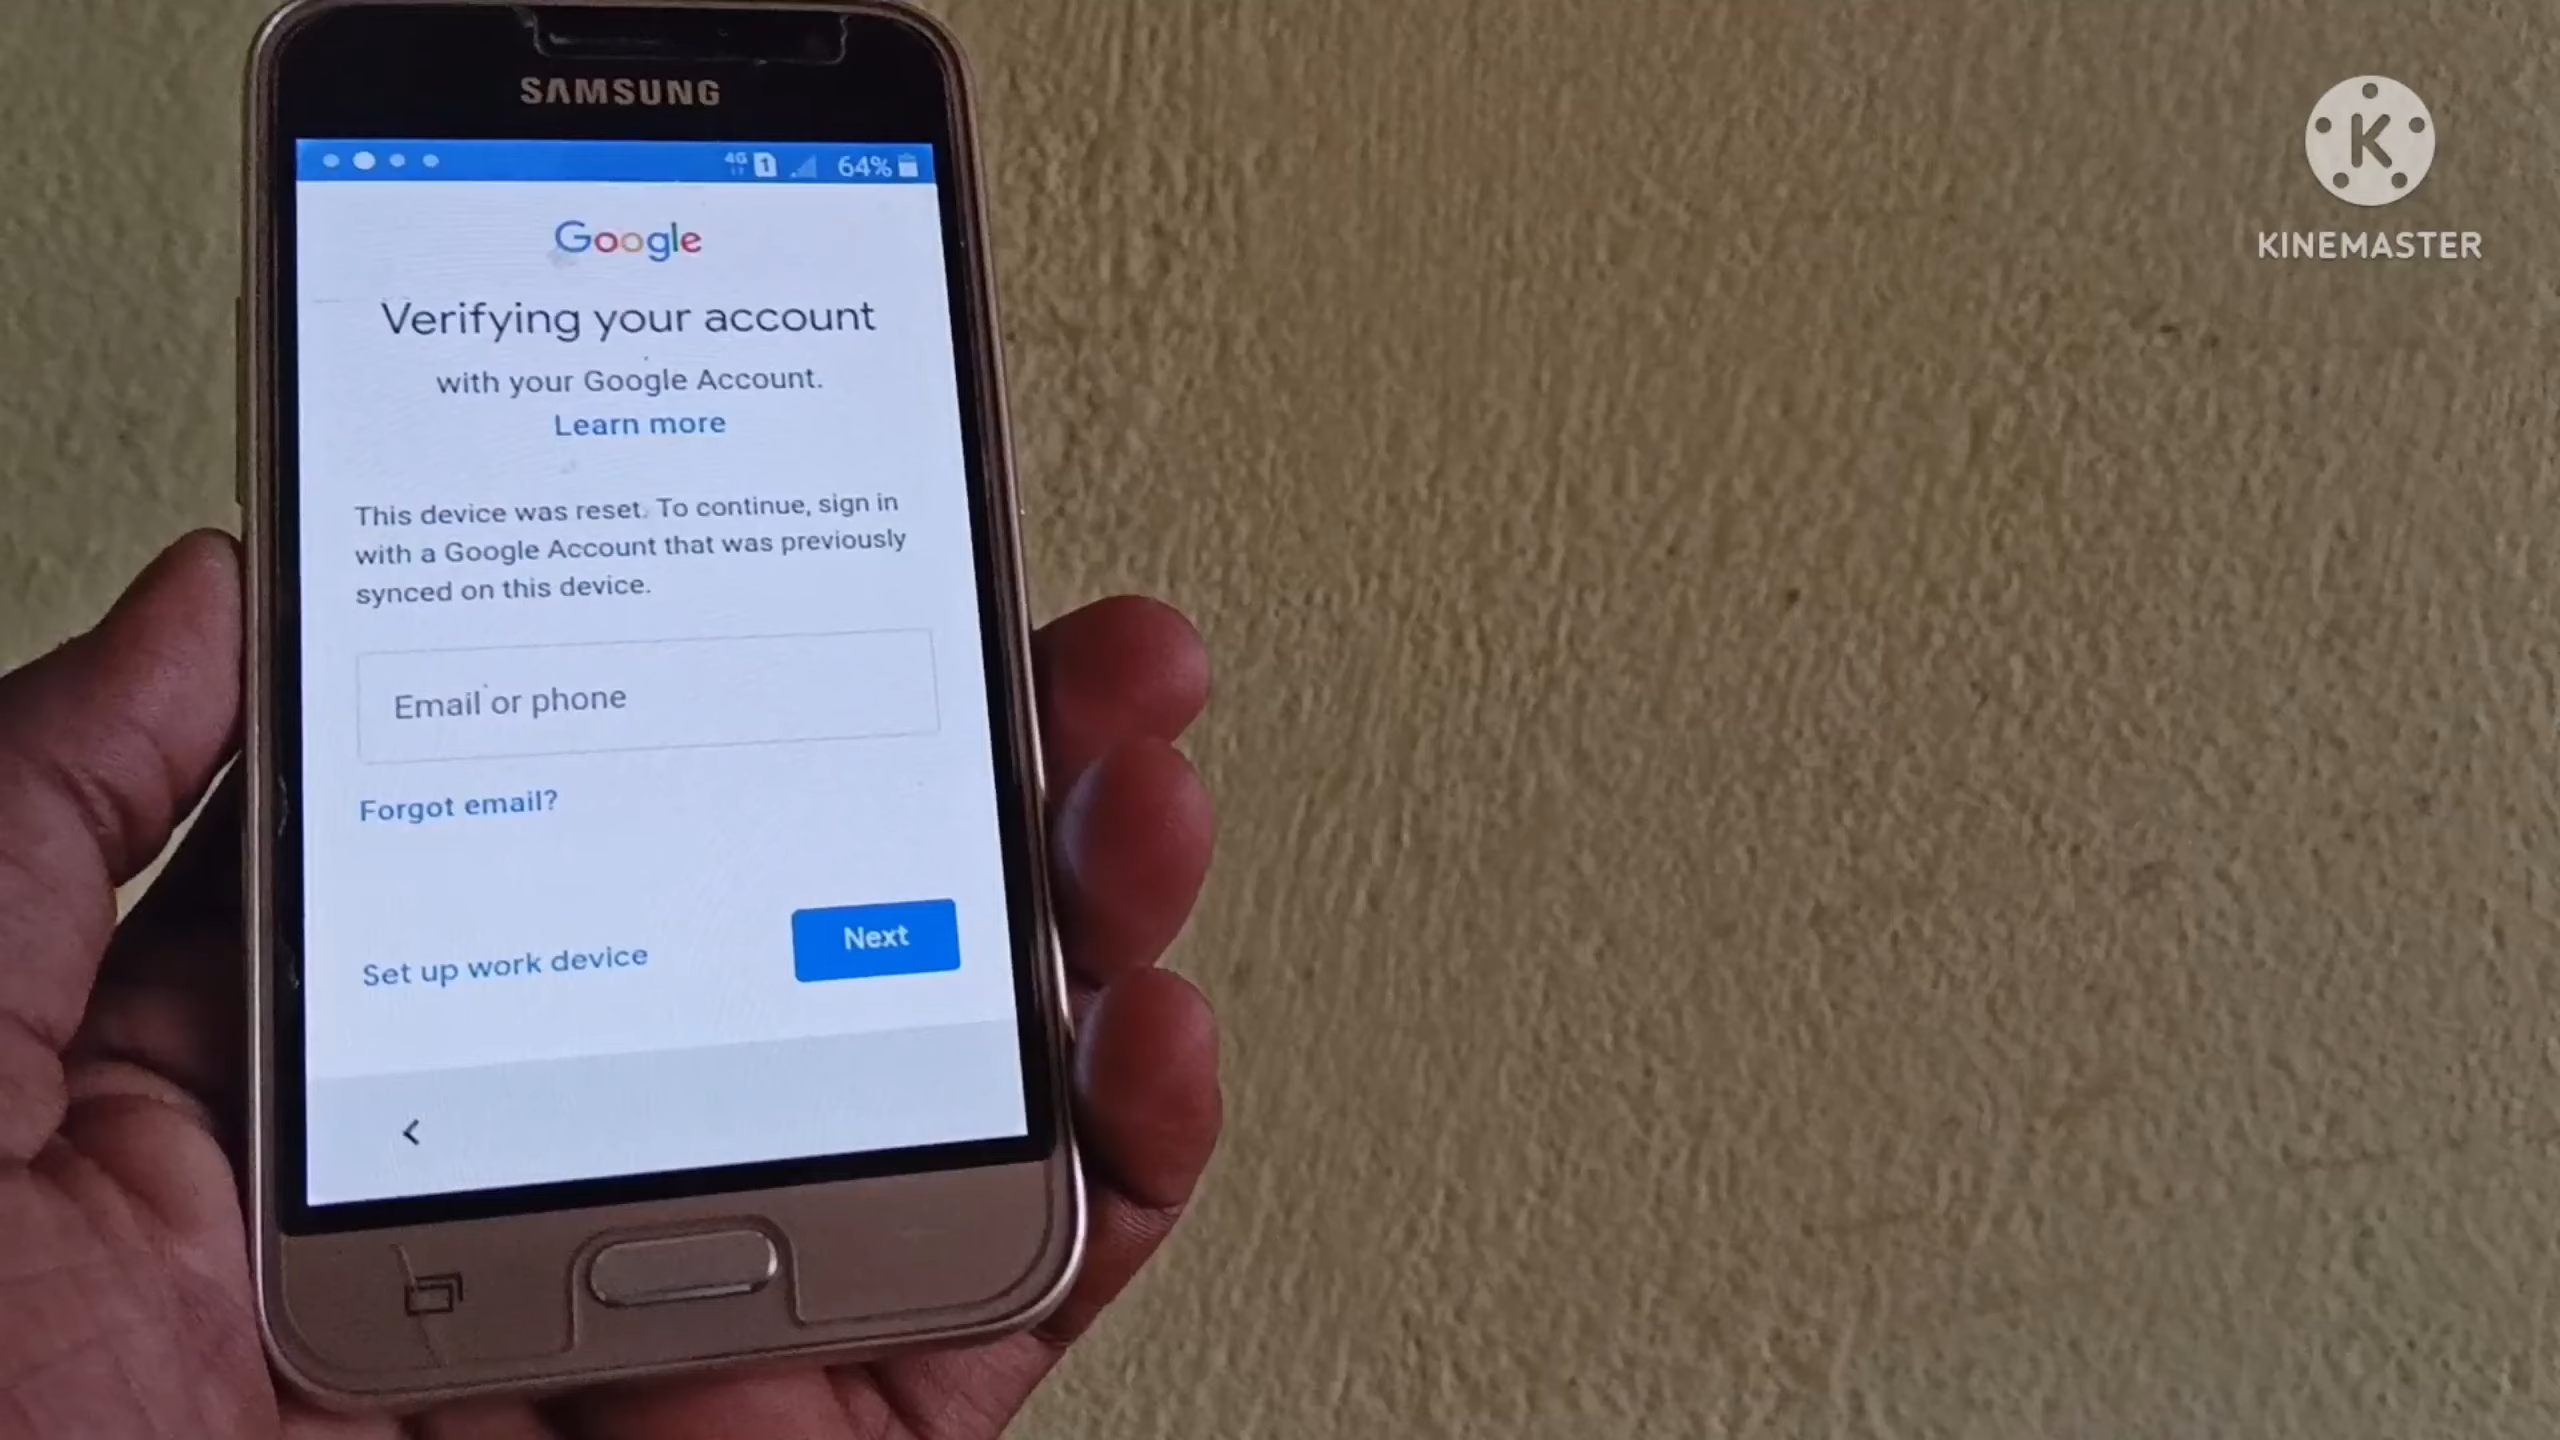 SAMSUNG
4G 1 64%
Google
Verifying your account
with your Google Account.
Learn more
This device was reset. To continue, sign in
with a Google Account that was previously
synced on this device.
Email or phone
Forgot email?
Set up work device
Next
K
KINEMASTER